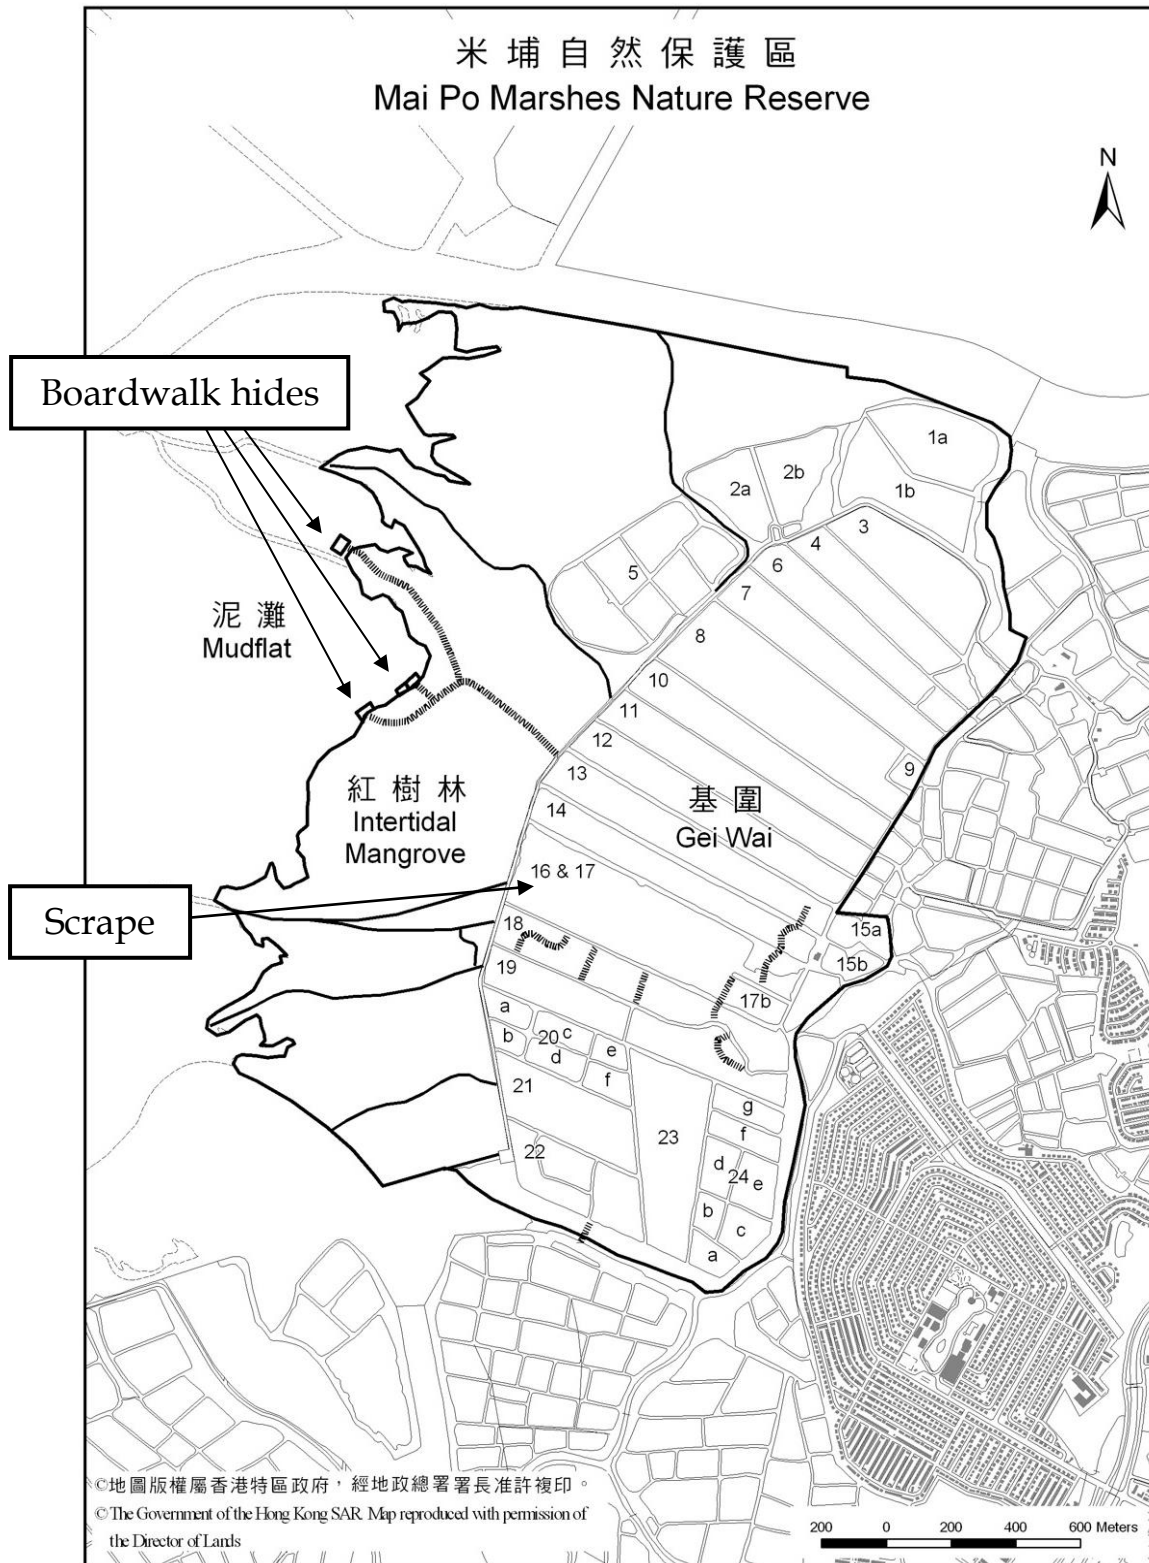 米埔自然保護區
Mai Po Marshes Nature Reserve
N
Boardwalk hides
1a
2b
2a
1b
3
4
5
6
7
泥灘
Mudflat
8
10
11
12
9
13
紅樹林
Intertidal
Mangrove
基圍
Gei Wai
14
16 & 17
Scrape
18
15a
15b
19
17b
a
b
20
c
d
e
f
21
g
f
23
22
d
24
e
b
c
a
©地圖版權屬香港特區政府，經地政總署署長准許複印。
© The Government of the Hong Kong SAR. Map reproduced with permission of
the Director of Lands
200 0 200 400 600 Meters